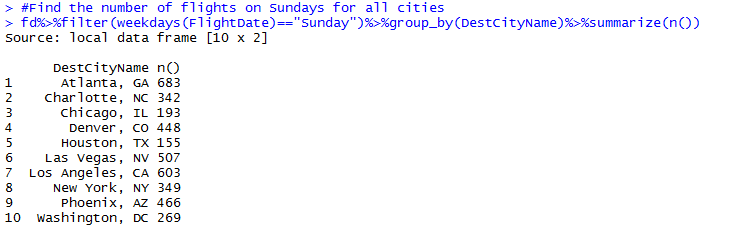 > #Find the number of flights on Sundays for all cities
> fd%>%filter(weekdays(FlightDate)=="Sunday")%>%group_by(DestCityName)%>%summarize(n())
Source: local data frame [10 x 2]

       DestCityName n()
1       Atlanta, GA 683
2     Charlotte, NC 342
3       Chicago, IL 193
4        Denver, CO 448
5       Houston, TX 155
6     Las Vegas, NV 507
7   Los Angeles, CA 603
8      New York, NY 349
9       Phoenix, AZ 466
10   Washington, DC 269